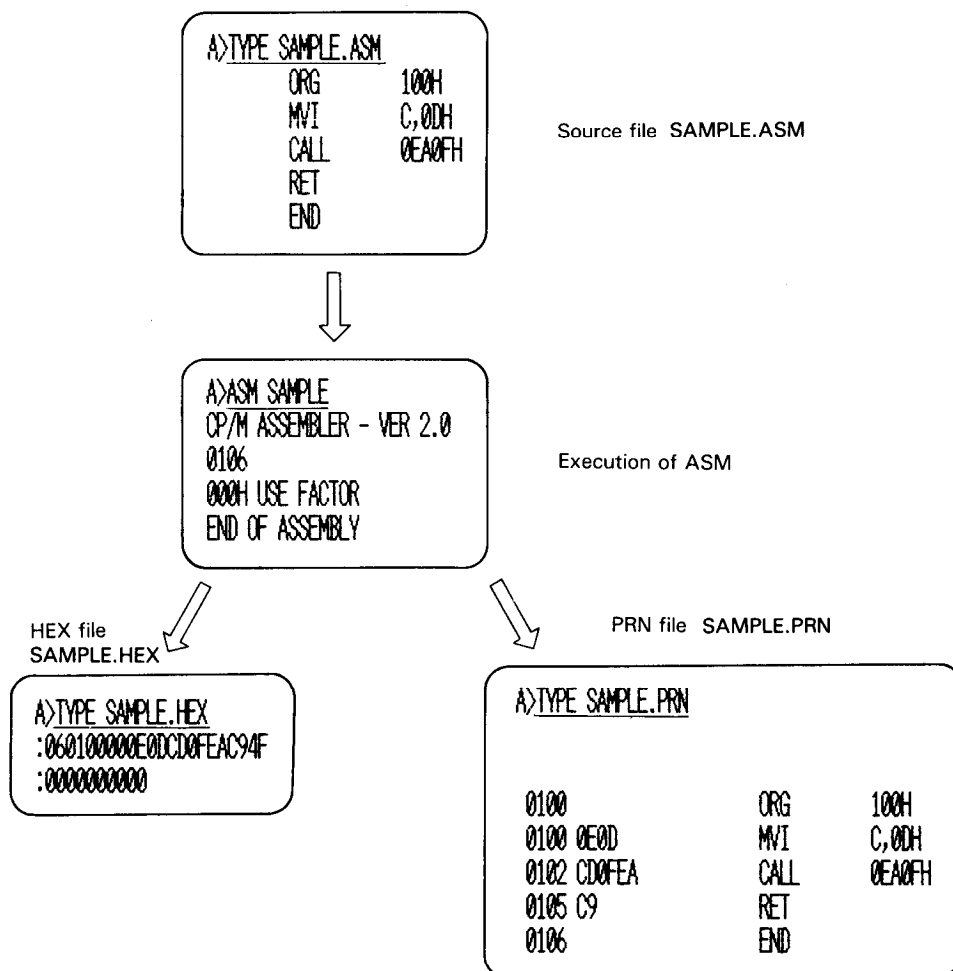 A>TYPE SAMPLE.ASM
ORG 100H
MVI C,0DH
CALL 0EA0FH
RET
END
Source file SAMPLE.ASM
A>ASM SAMPLE
CP/M ASSEMBLER - VER 2.0
0106
000H USE FACTOR
END OF ASSEMBLY
Execution of ASM
HEX file
SAMPLE.HEX
A>TYPE SAMPLE.HEX
:060100000E0DCD0FEAC94F
:0000000000
PRN file SAMPLE.PRN
A>TYPE SAMPLE.PRN
0100 ORG 100H
0100 0E0D MVI C,0DH
0102 CD0FEA CALL 0EA0FH
0105 C9 RET
0106 END